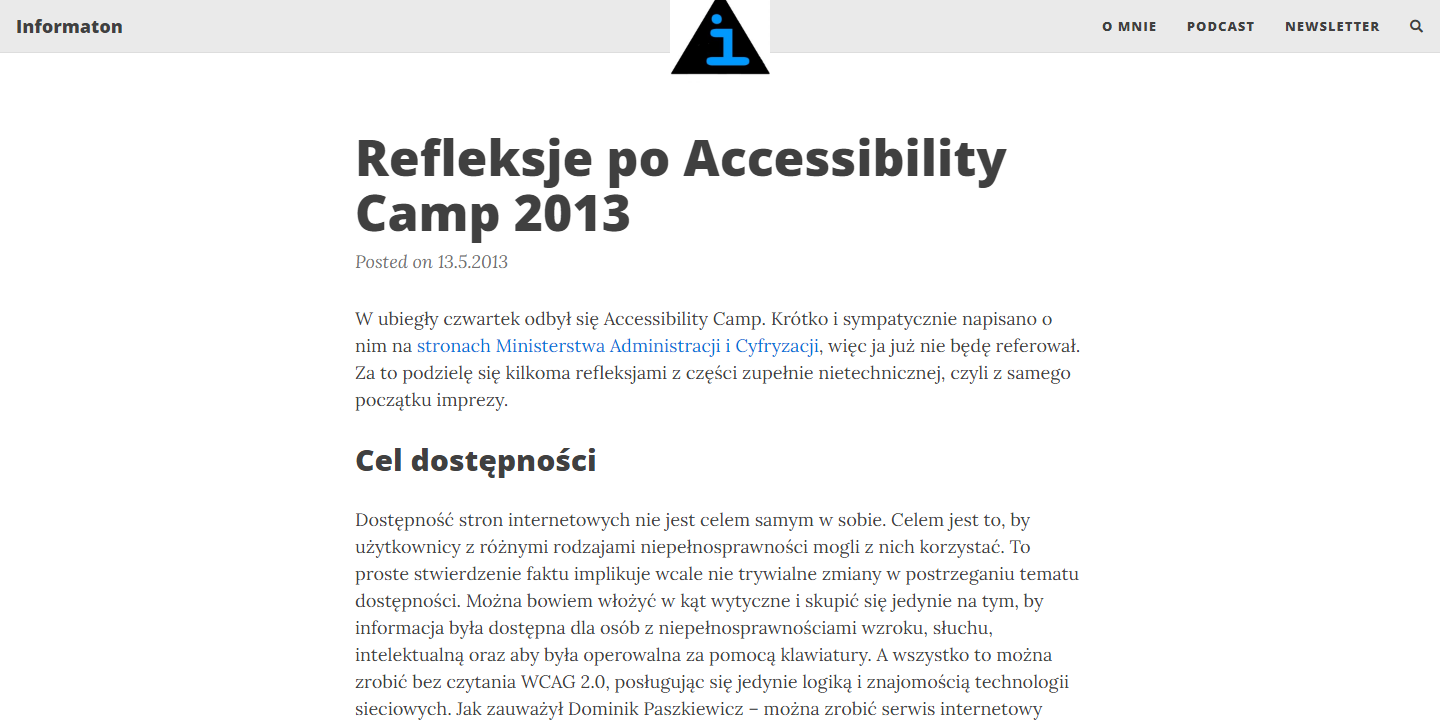 Informaton
O MNIE
PODCAST
NEWSLETTER
i
Refleksje po Accessibility
Camp 2013
Posted on 13.5.2013
W ubiegły czwartek odbył się Accessibility Camp. Krótko i sympatycznie napisano o
nim na stronach Ministerstwa Administracji i Cyfryzacji, więc ja już nie będę referował.
Za to podzielę się kilkoma refleksjami z części zupełnie nietechnicznej, czyli z samego
początku imprezy.
Cel dostępności
Dostępność stron internetowych nie jest celem samym w sobie. Celem jest to, by
użytkownicy z różnymi rodzajami niepełnosprawności mogli z nich korzystać. To
proste stwierdzenie faktu implikuje wcale nie trywialne zmiany w postrzeganiu tematu
dostępności. Można bowiem włożyć w kąt wytyczne i skupić się jedynie na tym, by
informacja była dostępna dla osób z niepełnosprawnościami wzroku, słuchu,
intelektualną oraz aby była operowalna za pomocą klawiatury. A wszystko to można
zrobić bez czytania WCAG 2.0, posługując się jedynie logiką i znajomością technologii
sieciowych. Jak zauważył Dominik Paszkiewicz – można zrobić serwis internetowy